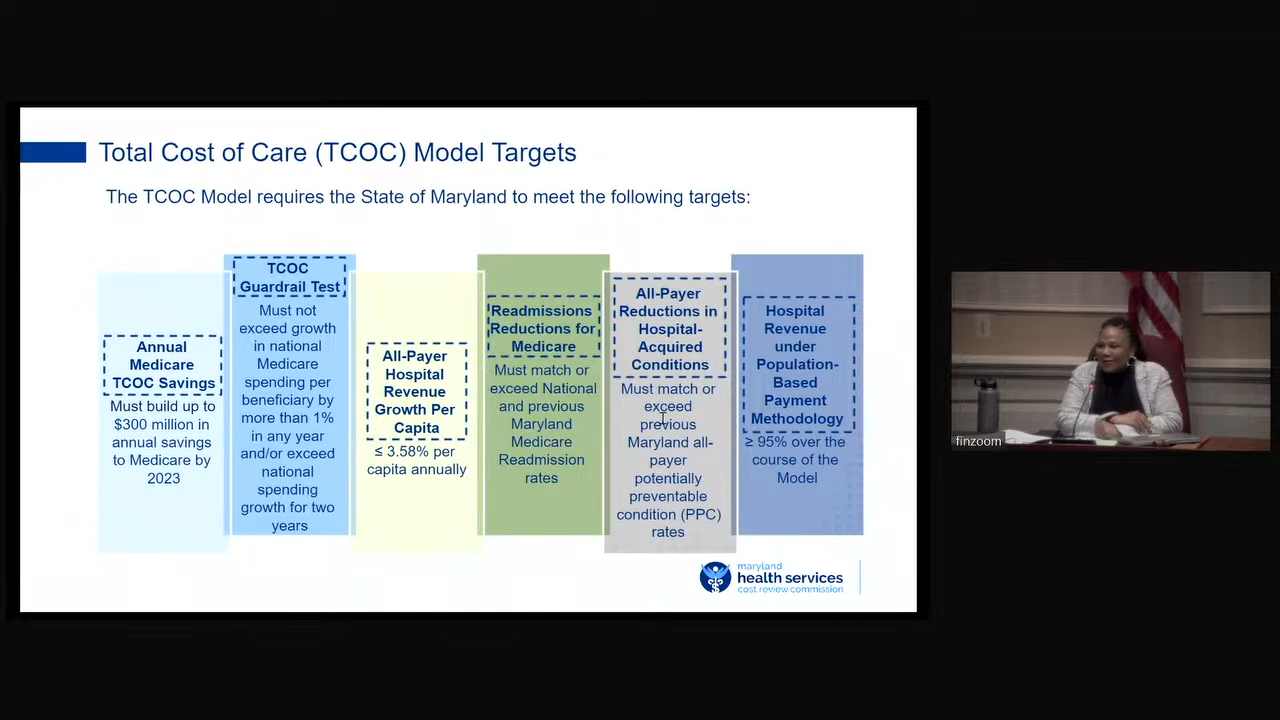 Total Cost of Care (TCOC) Model Targets
The TCOC Model requires the State of Maryland to meet the following targets:
Annual
Medicare
TCOC Savings
Must build up to
$300 million in
annual savings
to Medicare by
2023
TCOC
Guardrail Test
Must not
exceed growth
in national
Medicare
spending per
beneficiary by
more than 1%
in any year
and/or exceed
national
spending
growth for two
years
All-Payer
Hospital
Revenue
Growth Per
Capita
≤ 3.58% per
capita annually
Readmissions
Reductions for
Medicare
Must match or
exceed National
and previous
Maryland
Medicare
Readmission
rates
All-Payer
Reductions in
Hospital-
Acquired
Conditions
Must match or
exceed
previous
Maryland all-
payer
potentially
preventable
condition (PPC)
rates
Hospital
Revenue
under
Population-
Based
Payment
Methodology
≥ 95% over the
course of the
Model
maryland
health services
cost review commission
finzoom